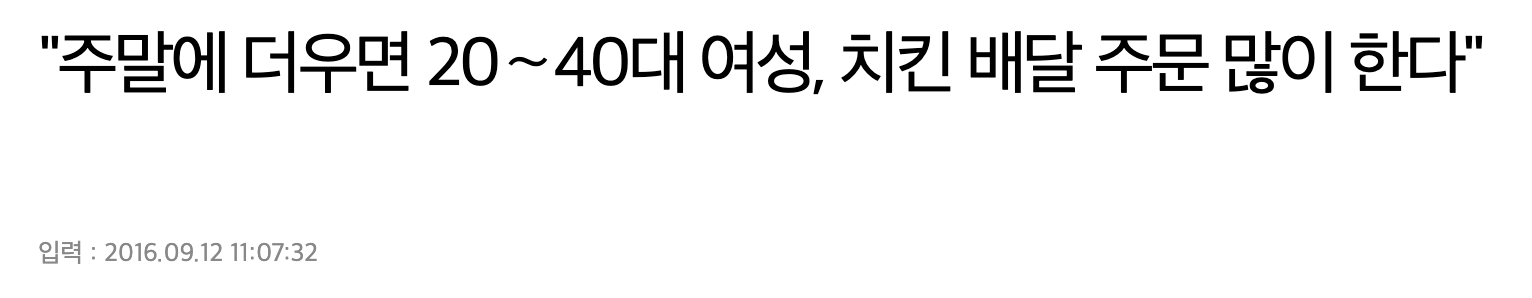 "주말에 더우면 20～40대 여성, 치킨 배달 주문 많이 한다"
입력 : 2016.09.12 11:07:32